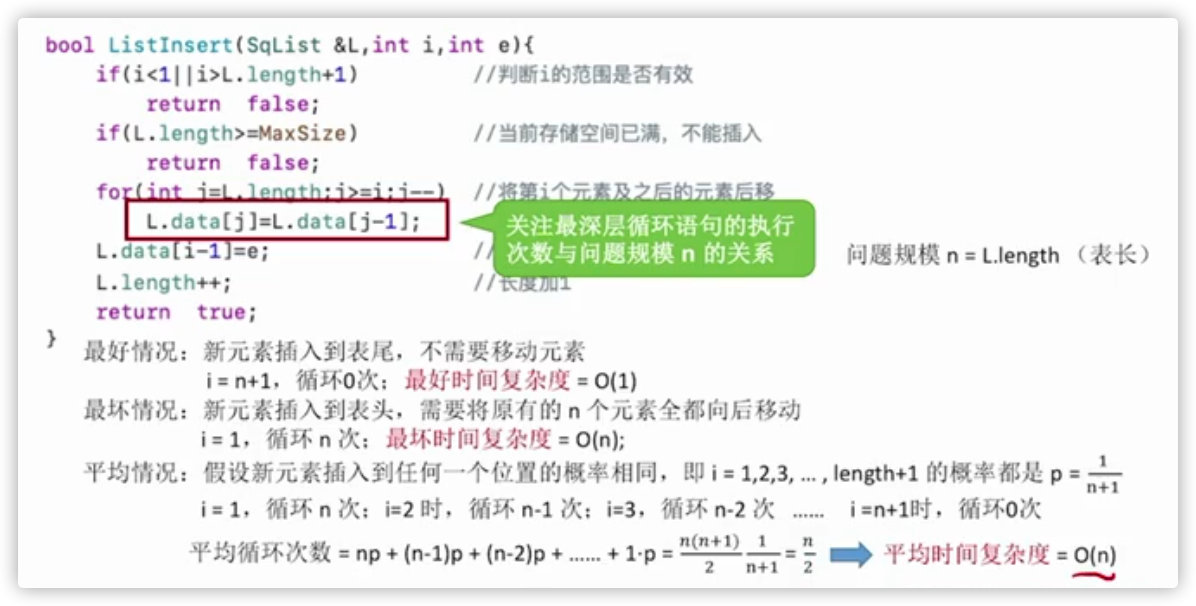 bool ListInsert(SqList &L,int i,int e){
if(i<1||i>L.length+1) //判断i的范围是否有效
return false;
if(L.length>=MaxSize) //当前存储空间已满，不能插入
return false;
for(int j=L.length;j>=i;j--) //将第i个元素及之后的元素后移
L.data[j]=L.data[j-1];
关注最深层循环语句的执行
次数与问题规模 n 的关系
L.data[i-1]=e; //
问题规模 n = L.length （表长）
L.length++; //长度加1
return true;
}
最好情况：新元素插入到表尾，不需要移动元素
i = n+1，循环0次；最好时间复杂度 = O(1)
最坏情况：新元素插入到表头，需要将原有的 n 个元素全都向后移动
i = 1，循环 n 次；最坏时间复杂度 = O(n);
平均情况：假设新元素插入到任何一个位置的概率相同，即 i = 1,2,3, … , length+1 的概率都是 p = 1/(n+1)
i = 1，循环 n 次；i=2 时，循环 n-1 次；i=3，循环 n-2 次 …… i =n+1时，循环0次
平均循环次数 = np + (n-1)p + (n-2)p + …… + 1·p = n(n+1)/2 1/(n+1) = n/2 平均时间复杂度 = O(n)